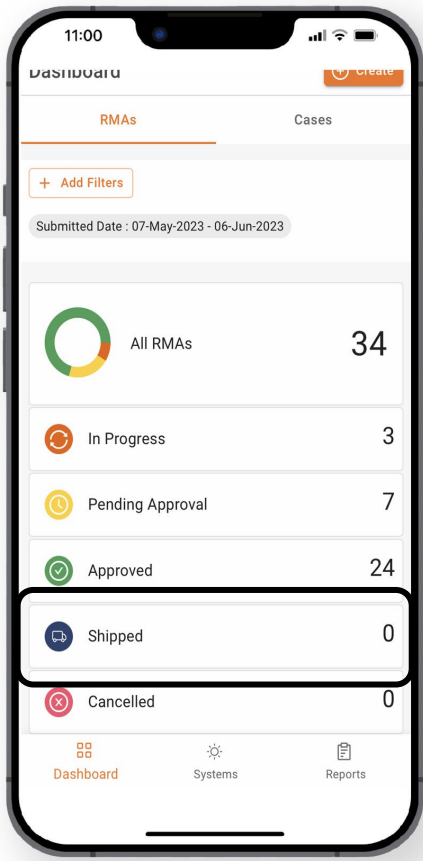 11:00
Dashboard
Create
RMAs Cases
+ Add Filters
Submitted Date : 07-May-2023 - 06-Jun-2023
All RMAs 34
In Progress 3
Pending Approval 7
Approved 24
Shipped 0
Cancelled 0
Dashboard Systems Reports